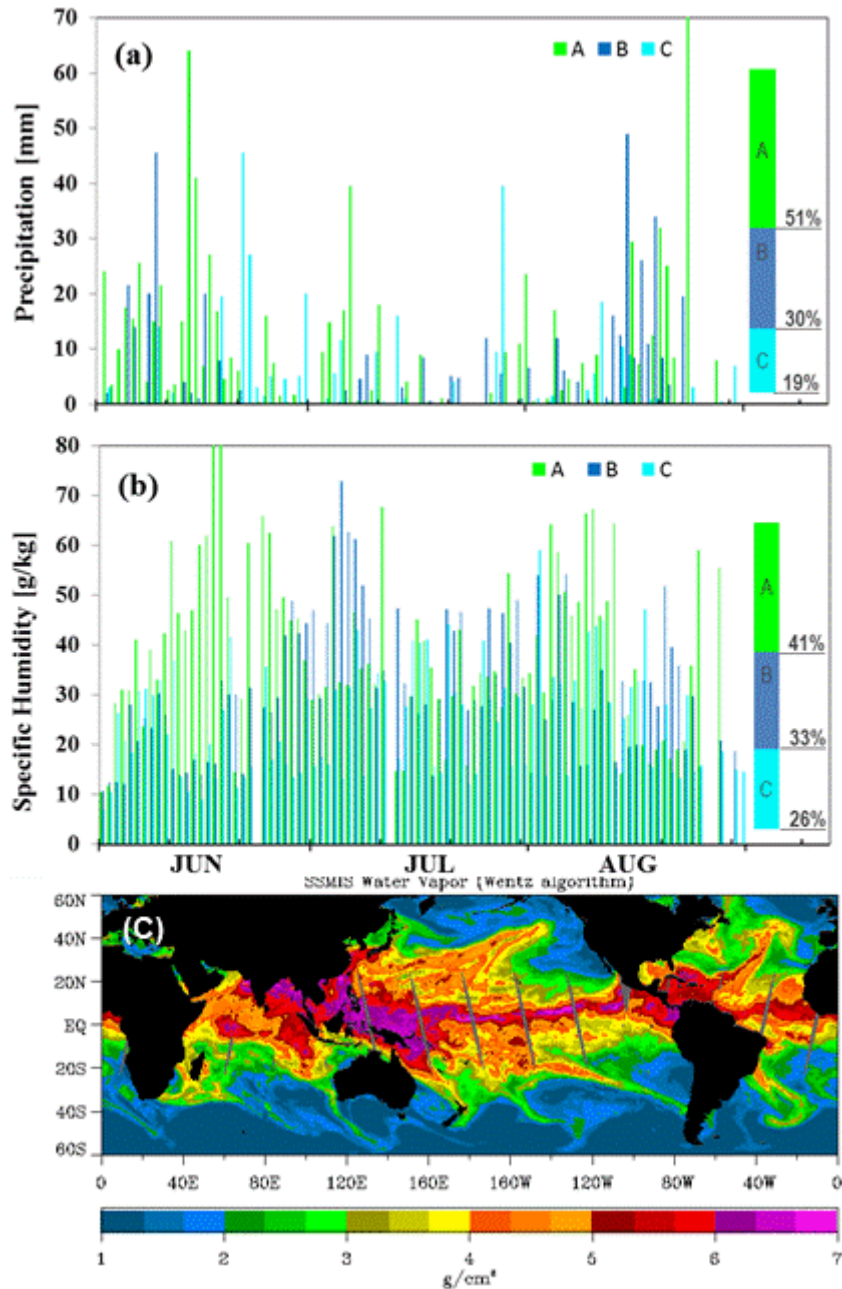 70
(a)
A B C
60
A
50
Precipitation [mm]
40
30
51%
B
20
30%
10
C
19%
0
80
(b)
A B C
70
60
Specific Humidity [g/kg]
50
A
40
41%
30
B
20
33%
10
C
26%
0
JUN JUL AUG
SSMIS Water Vapor (Wentz algorithm)
60N
(C)
40N
20N
EQ
20S
40S
60S
0 40E 80E 120E 160E 160W 120W 80W 40W 0
1 2 3 4 5 6 7
g/cm²